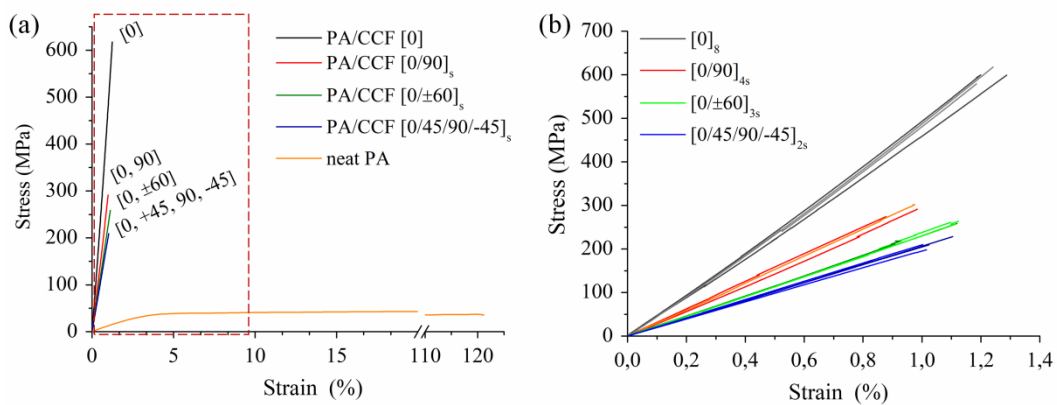 (a)
Stress (MPa)
600
500
400
300
200
100
0
0
5
10
15
110
120
Strain (%)
[0]
[0, 90]
[0, ±60]
[0, +45, 90, -45]
PA/CCF [0]
PA/CCF [0/90]s
PA/CCF [0/±60]s
PA/CCF [0/45/90/-45]s
neat PA
(b)
Stress (MPa)
700
600
500
400
300
200
100
0
0,0
0,2
0,4
0,6
0,8
1,0
1,2
1,4
Strain (%)
[0]8
[0/90]4s
[0/±60]3s
[0/45/90/-45]2s